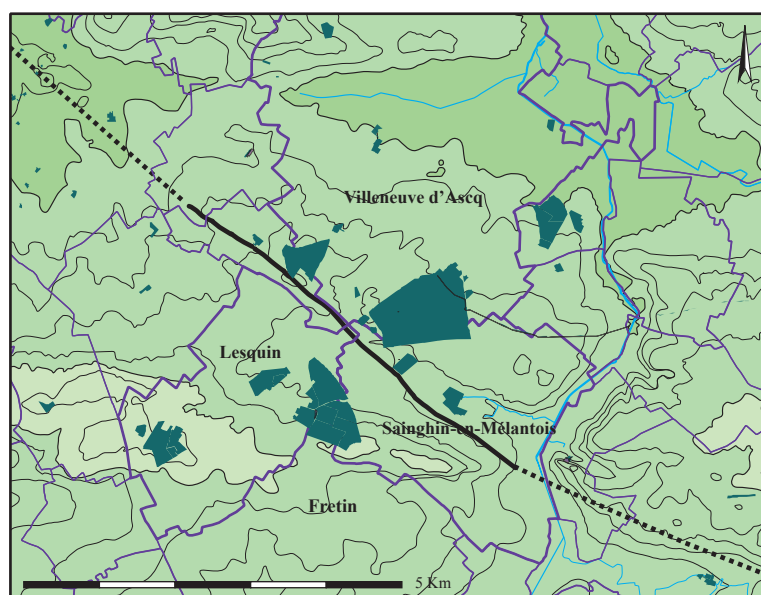 Villeneuve d’Ascq
Lesquin
Sainghin-en-Mélantois
Fretin
5 Km